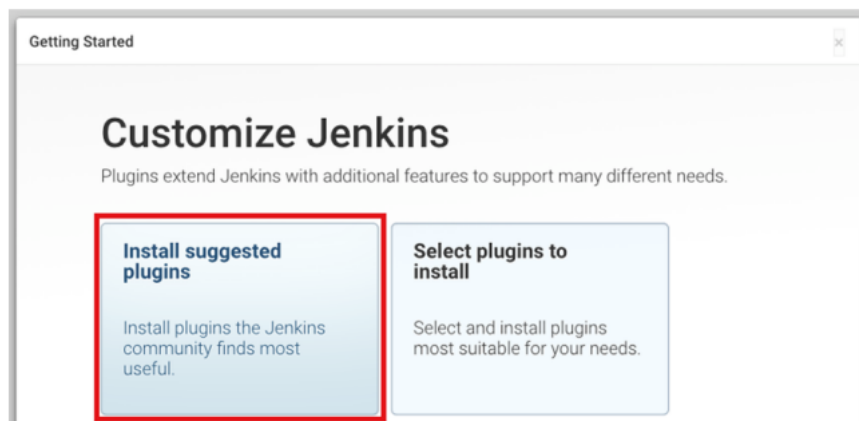 Getting Started
×
Customize Jenkins
Plugins extend Jenkins with additional features to support many different needs.
Install suggested
plugins
Install plugins the Jenkins
community finds most
useful.
Select plugins to
install
Select and install plugins
most suitable for your needs.